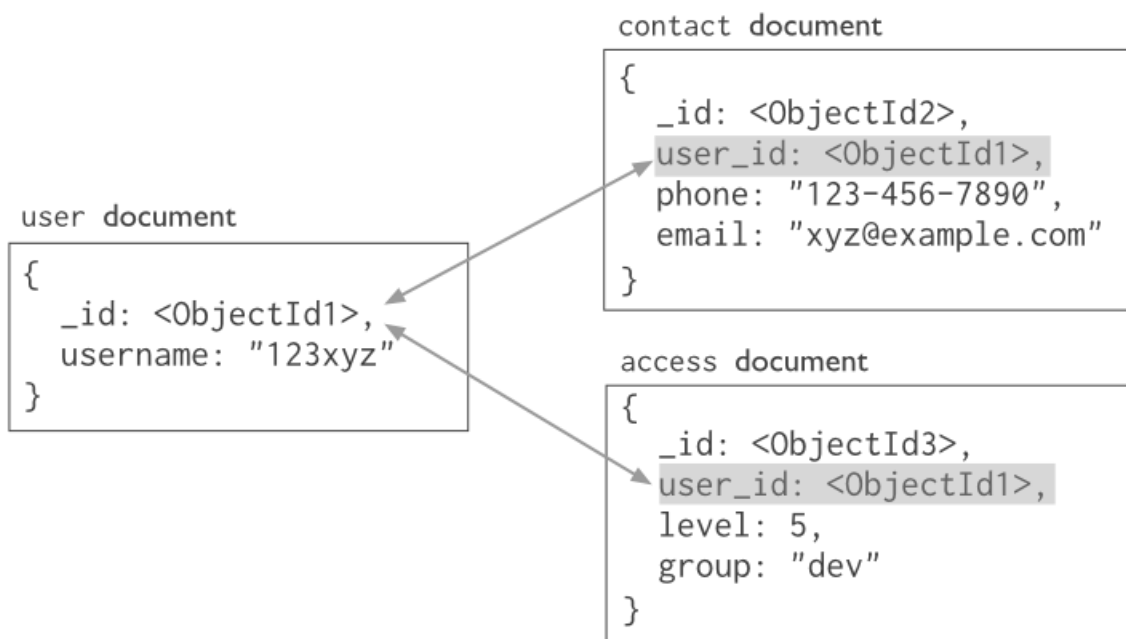 user document
{
_id: <ObjectId1>,
username: "123xyz"
}
contact document
{
_id: <ObjectId2>,
user_id: <ObjectId1>,
phone: "123-456-7890",
email: "xyz@example.com"
}
access document
{
_id: <ObjectId3>,
user_id: <ObjectId1>,
level: 5,
group: "dev"
}